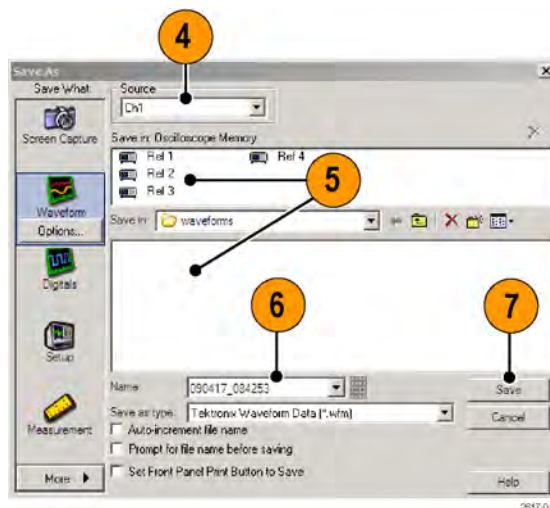 4
Save As
Save What:
Source
Ch1
Screen Capture
Save in: Oscilloscope Memory
Ref 1
Ref 4
Ref 2
Ref 3
5
Waveform
Options...
Save in:
waveforms
Digitals
6
7
Setup
Name:
090417_084253
Save
Save as type:
Tektronix Waveform Data (*.wfm)
Cancel
Measurement
Auto-increment file name
Prompt for file name before saving
Set Front Panel Print Button to Save
More
Help